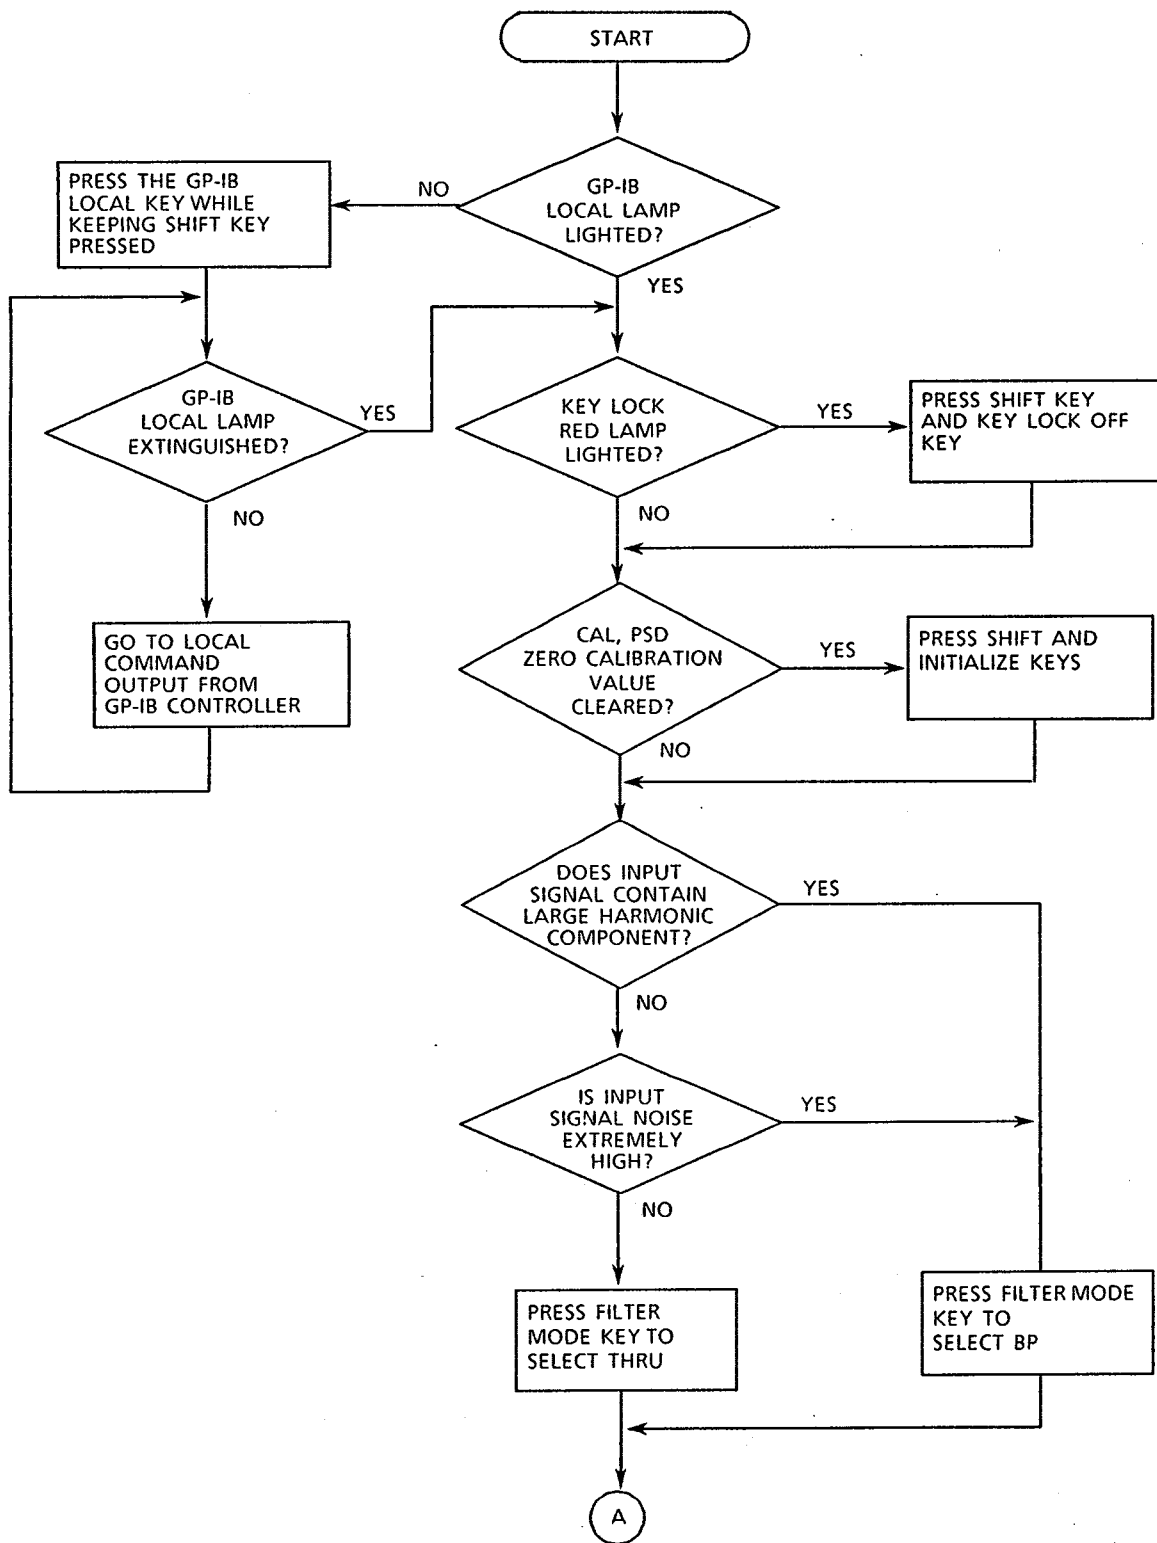 START
GP-IB
LOCAL LAMP
LIGHTED?
NO
YES
PRESS THE GP-IB
LOCAL KEY WHILE
KEEPING SHIFT KEY
PRESSED
GP-IB
LOCAL LAMP
EXTINGUISHED?
YES
NO
GO TO LOCAL
COMMAND
OUTPUT FROM
GP-IB CONTROLLER
KEY LOCK
RED LAMP
LIGHTED?
YES
NO
PRESS SHIFT KEY
AND KEY LOCK OFF
KEY
CAL, PSD
ZERO CALIBRATION
VALUE
CLEARED?
YES
NO
PRESS SHIFT AND
INITIALIZE KEYS
DOES INPUT
SIGNAL CONTAIN
LARGE HARMONIC
COMPONENT?
YES
NO
IS INPUT
SIGNAL NOISE
EXTREMELY
HIGH?
YES
NO
PRESS FILTER
MODE KEY TO
SELECT THRU
PRESS FILTER MODE
KEY TO
SELECT BP
A